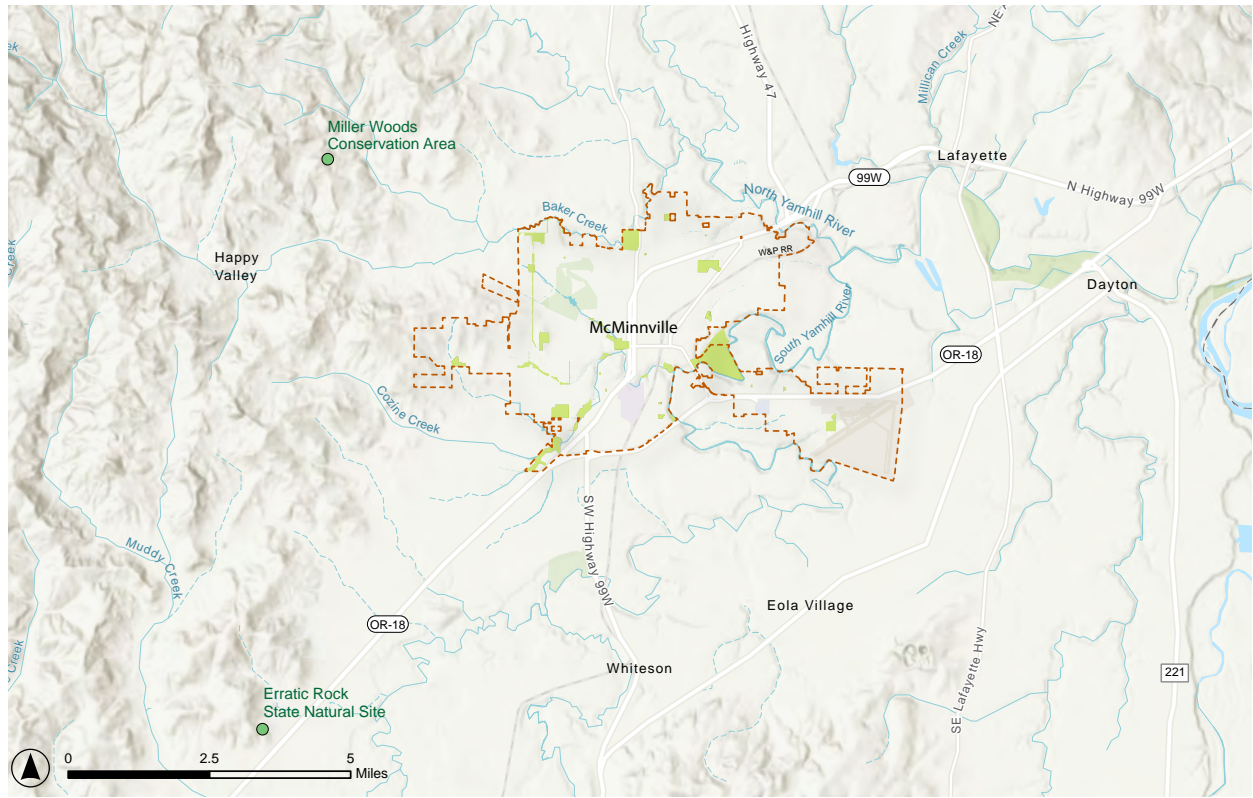 Highway 47
Millican Creek
Miller Woods
Conservation Area
Lafayette
99W
N Highway 99W
North Yamhill River
Baker Creek
W&P RR
Happy
Valley
Dayton
McMinnville
South Yamhill River
OR-18
Cozine Creek
SW Highway 99W
Muddy Creek
Eola Village
OR-18
Whiteson
SE Lafayette Hwy
221
Creek
Erratic Rock
State Natural Site
0
2.5
5
Miles